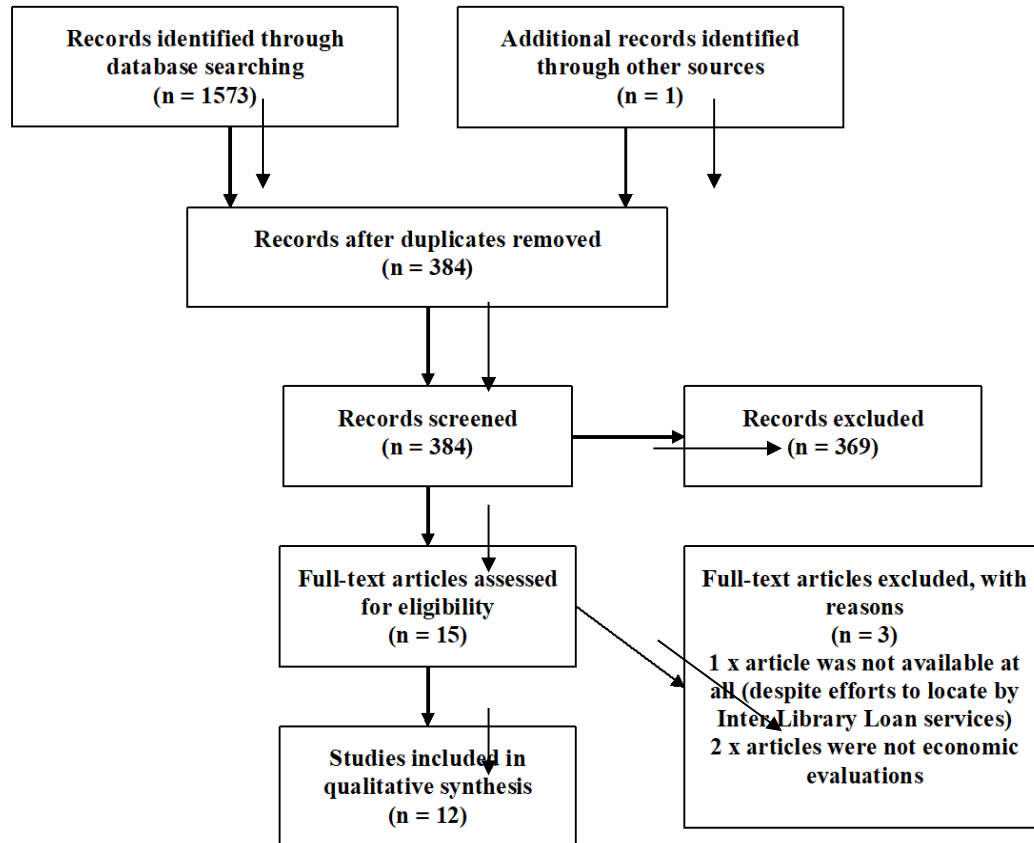 Records identified through
database searching
(n = 1573)
Additional records identified
through other sources
(n = 1)
Records after duplicates removed
(n = 384)
Records screened
(n = 384)
Records excluded
(n = 369)
Full-text articles assessed
for eligibility
(n = 15)
Full-text articles excluded, with
reasons
(n = 3)
1 x article was not available at
all (despite efforts to locate by
Inter Library Loan services)
2 x articles were not economic
evaluations
Studies included in
qualitative synthesis
(n = 12)